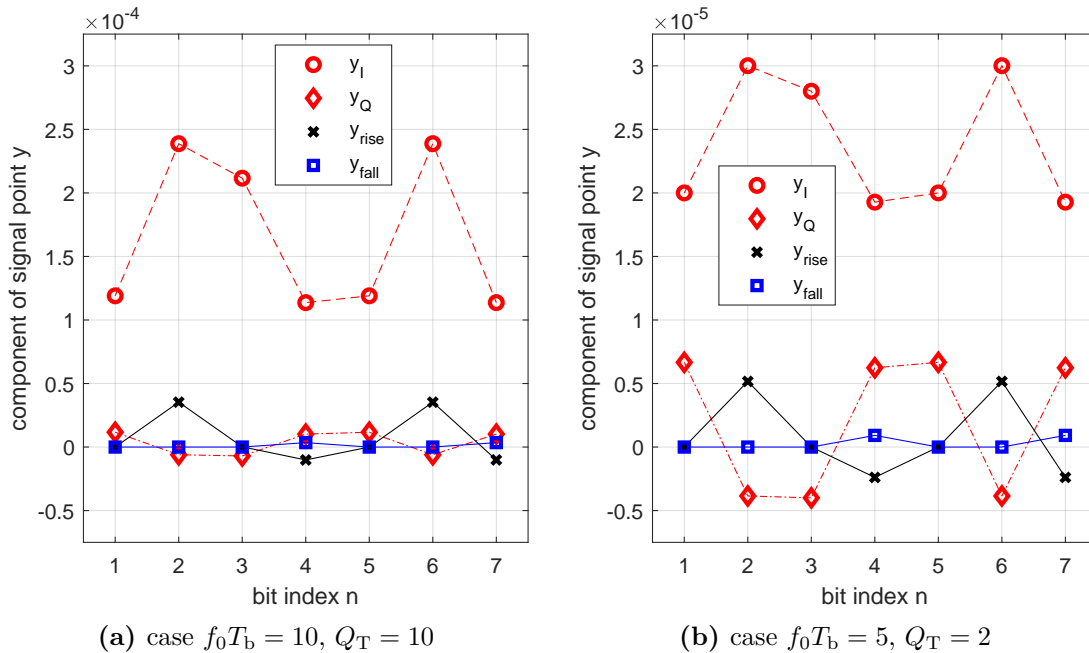 ×10⁻⁴
3
2.5
2
1.5
1
0.5
0
-0.5
component of signal point y
y_I
y_Q
y_rise
y_fall
1 2 3 4 5 6 7
bit index n
(a) case f₀T_b = 10, Q_T = 10
×10⁻⁵
3
2.5
2
1.5
1
0.5
0
-0.5
component of signal point y
y_I
y_Q
y_rise
y_fall
1 2 3 4 5 6 7
bit index n
(b) case f₀T_b = 5, Q_T = 2